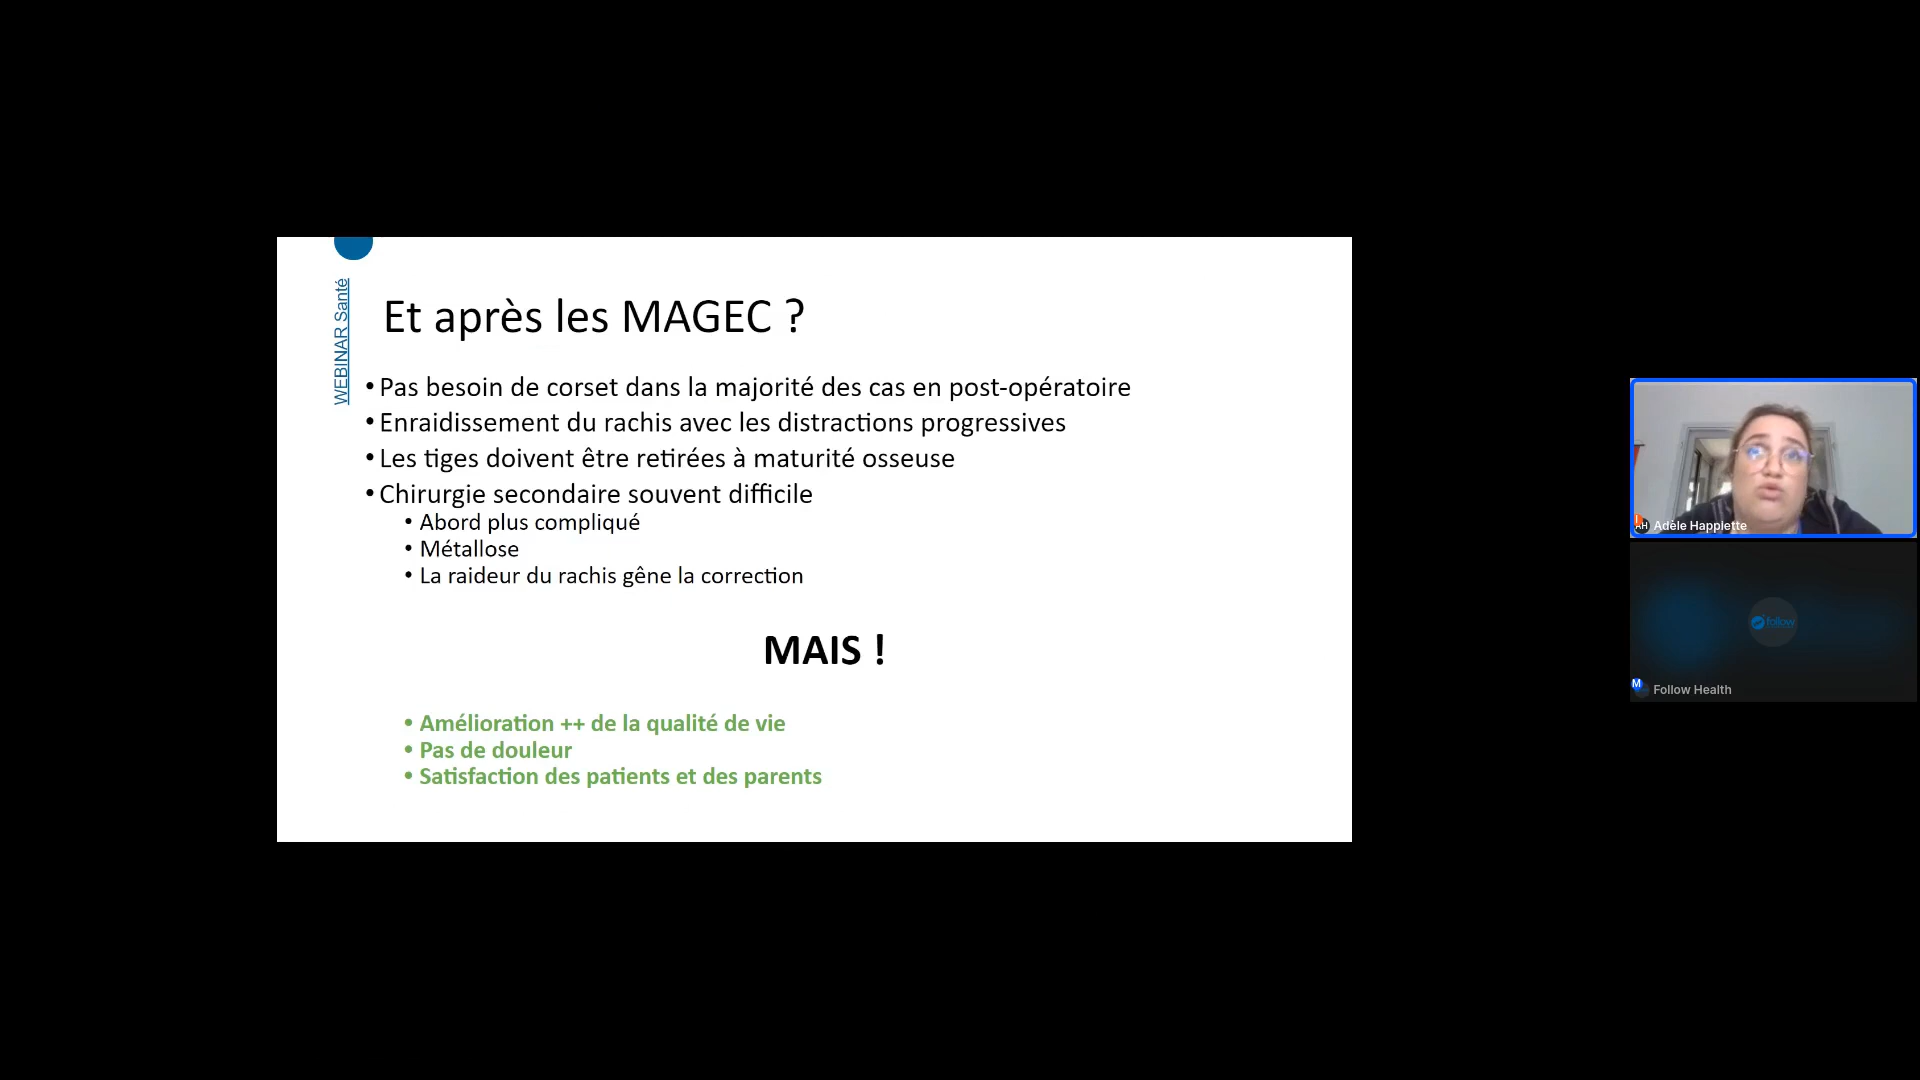 WEBINAR Santé
Et après les MAGEC ?
• Pas besoin de corset dans la majorité des cas en post-opératoire
• Enraidissement du rachis avec les distractions progressives
• Les tiges doivent être retirées à maturité osseuse
• Chirurgie secondaire souvent difficile
• Abord plus compliqué
• Métallose
• La raideur du rachis gêne la correction
MAIS !
• Amélioration ++ de la qualité de vie
• Pas de douleur
• Satisfaction des patients et des parents
AH Adèle Happiette
follow
M
Follow Health